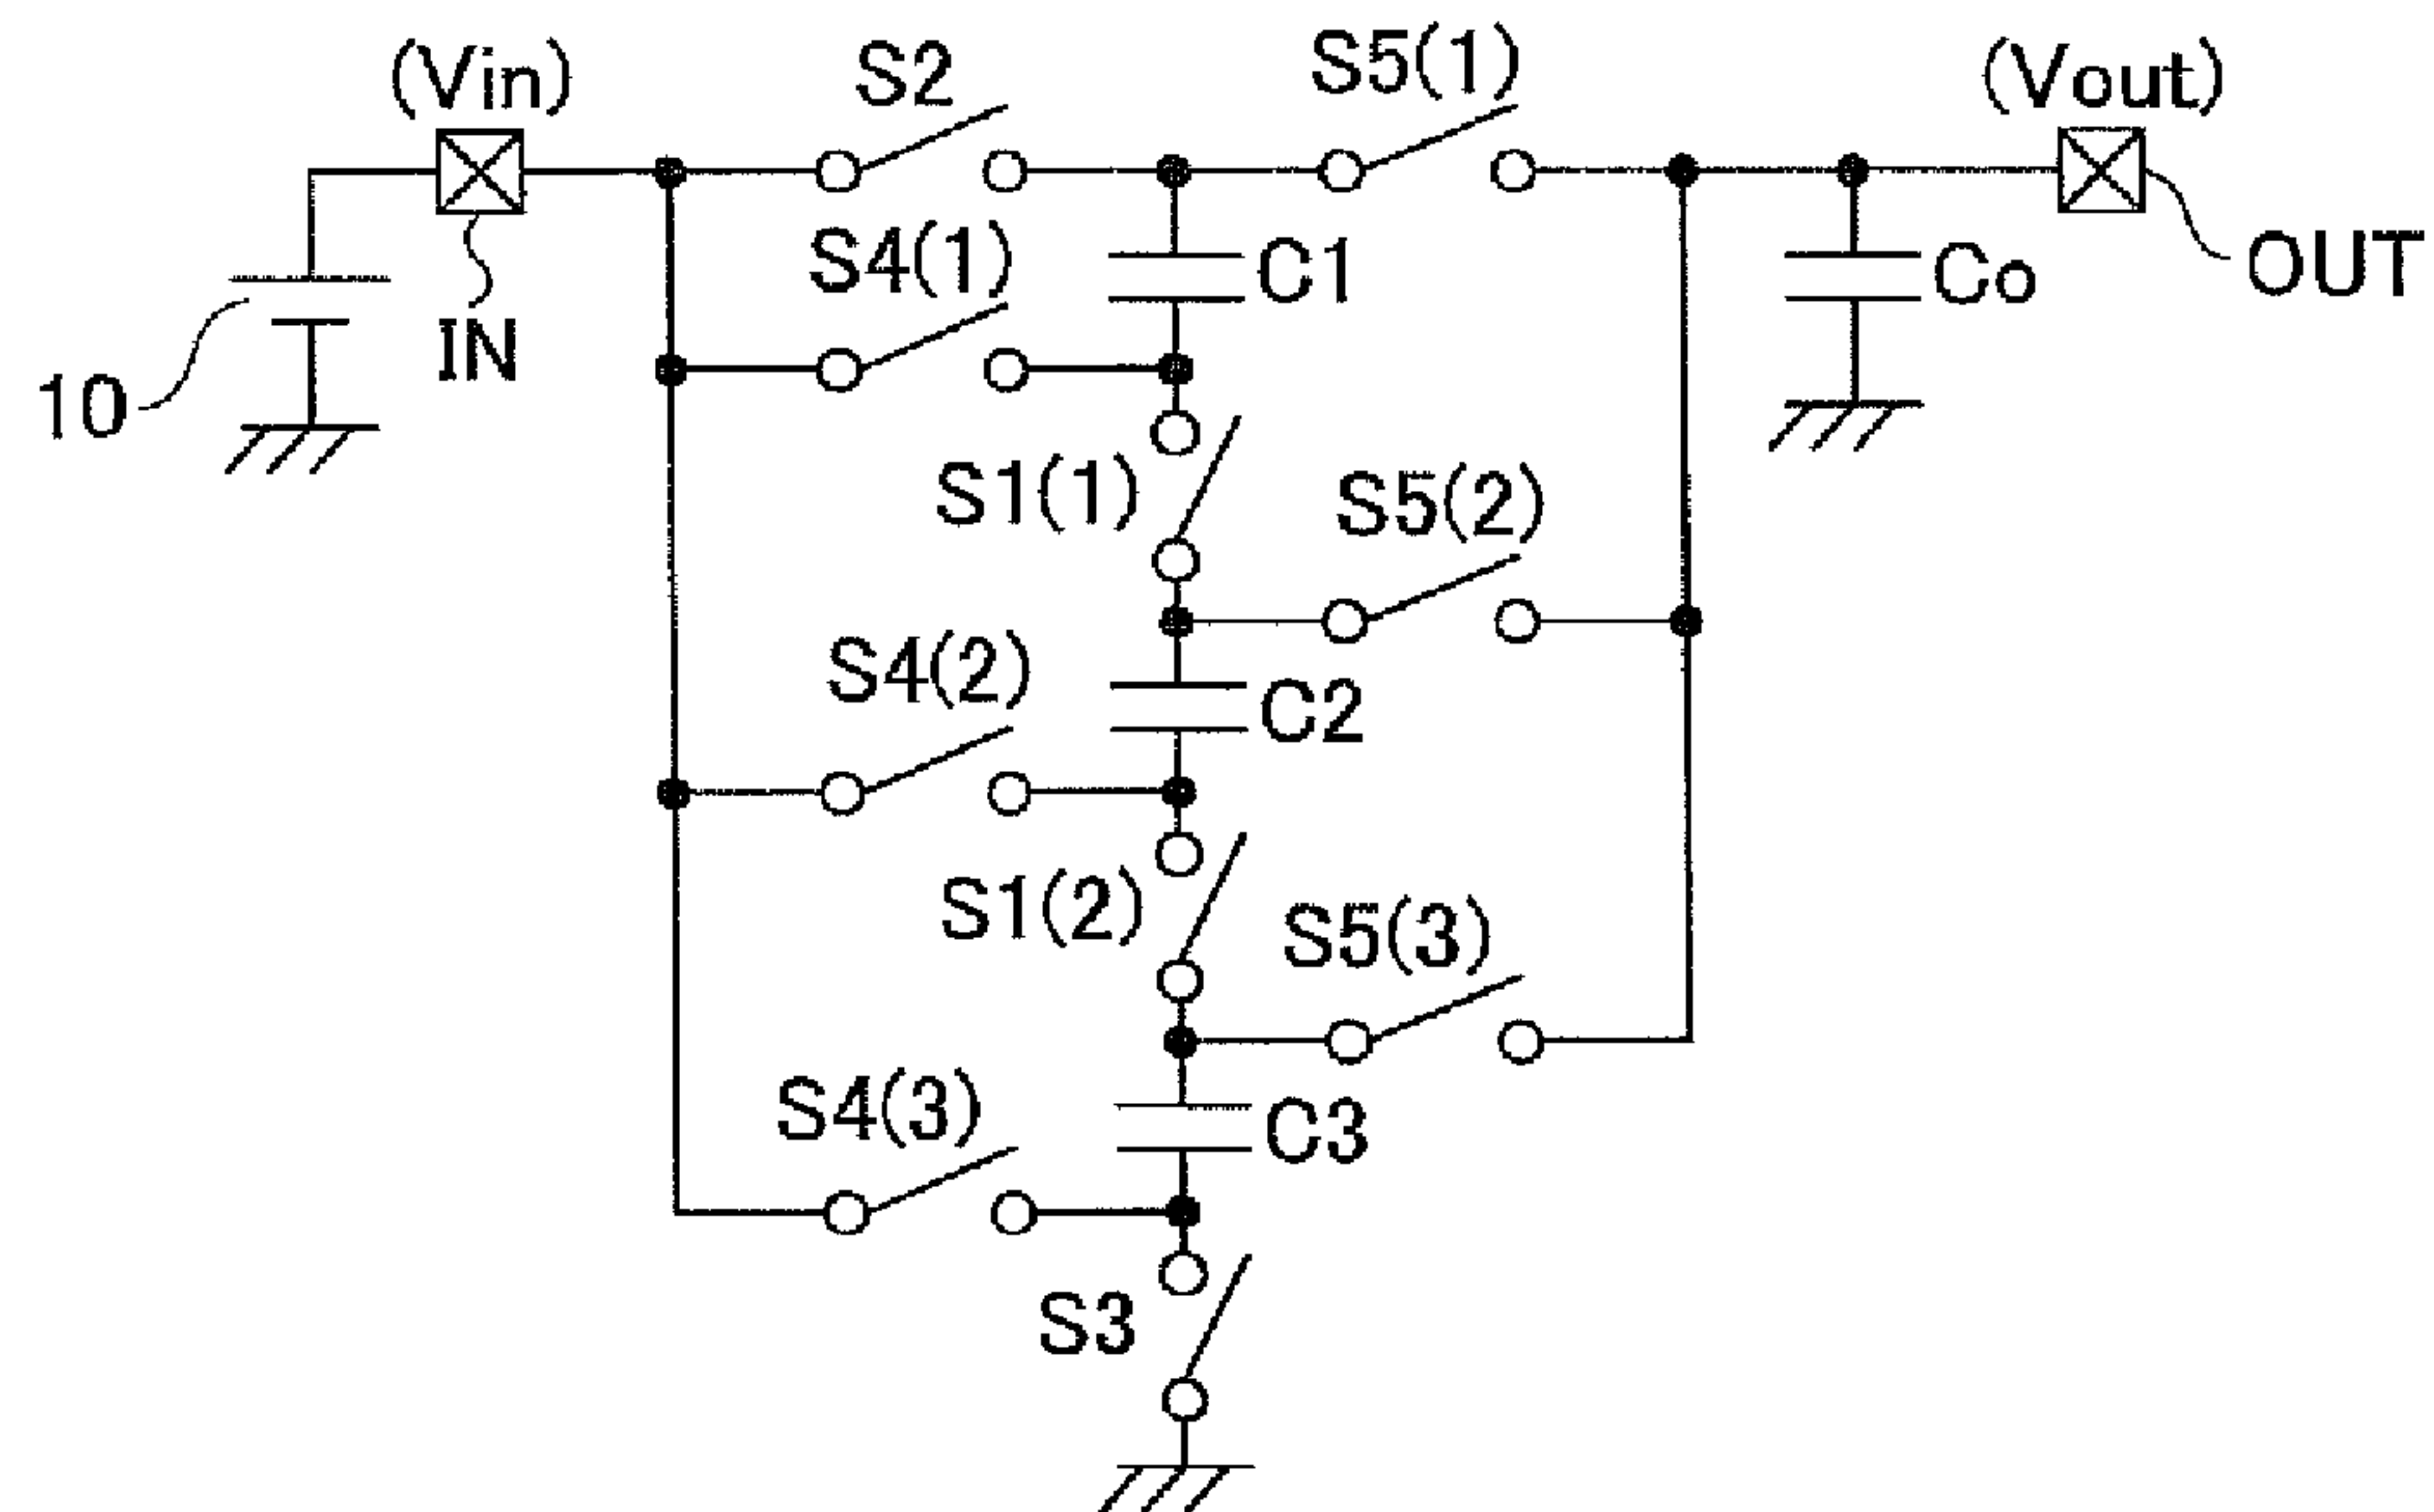 (Vin)
S2
S5(1)
(Vout)
S4(1)
C1
Co
OUT
IN
10
S1(1)
S5(2)
S4(2)
C2
S1(2)
S5(3)
S4(3)
C3
S3